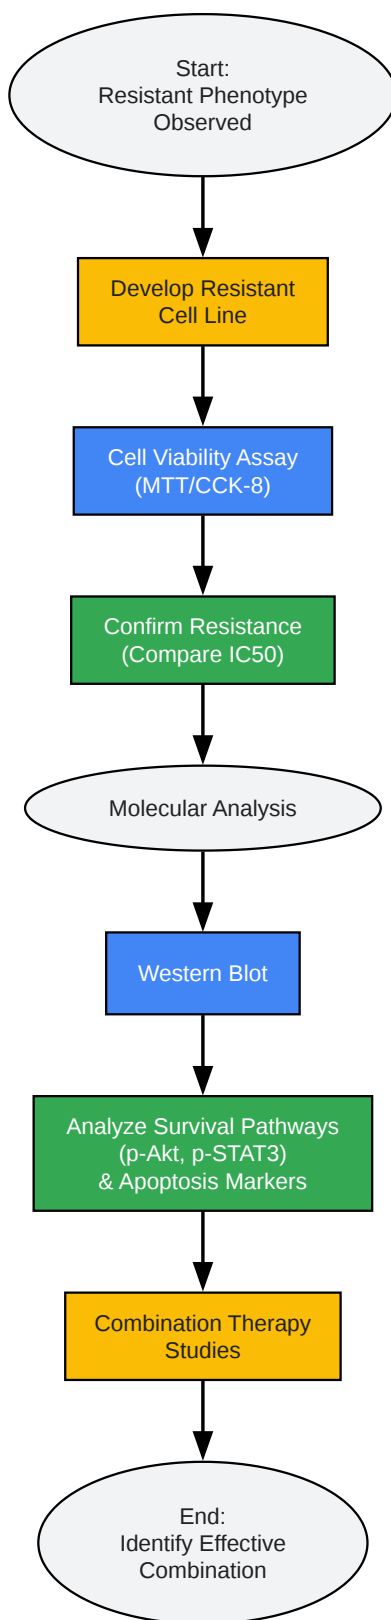 Start:
Resistant Phenotype
Observed
Develop Resistant
Cell Line
Cell Viability Assay
(MTT/CCK-8)
Confirm Resistance
(Compare IC50)
Molecular Analysis
Western Blot
Analyze Survival Pathways
(p-Akt, p-STAT3)
& Apoptosis Markers
Combination Therapy
Studies
End:
Identify Effective
Combination